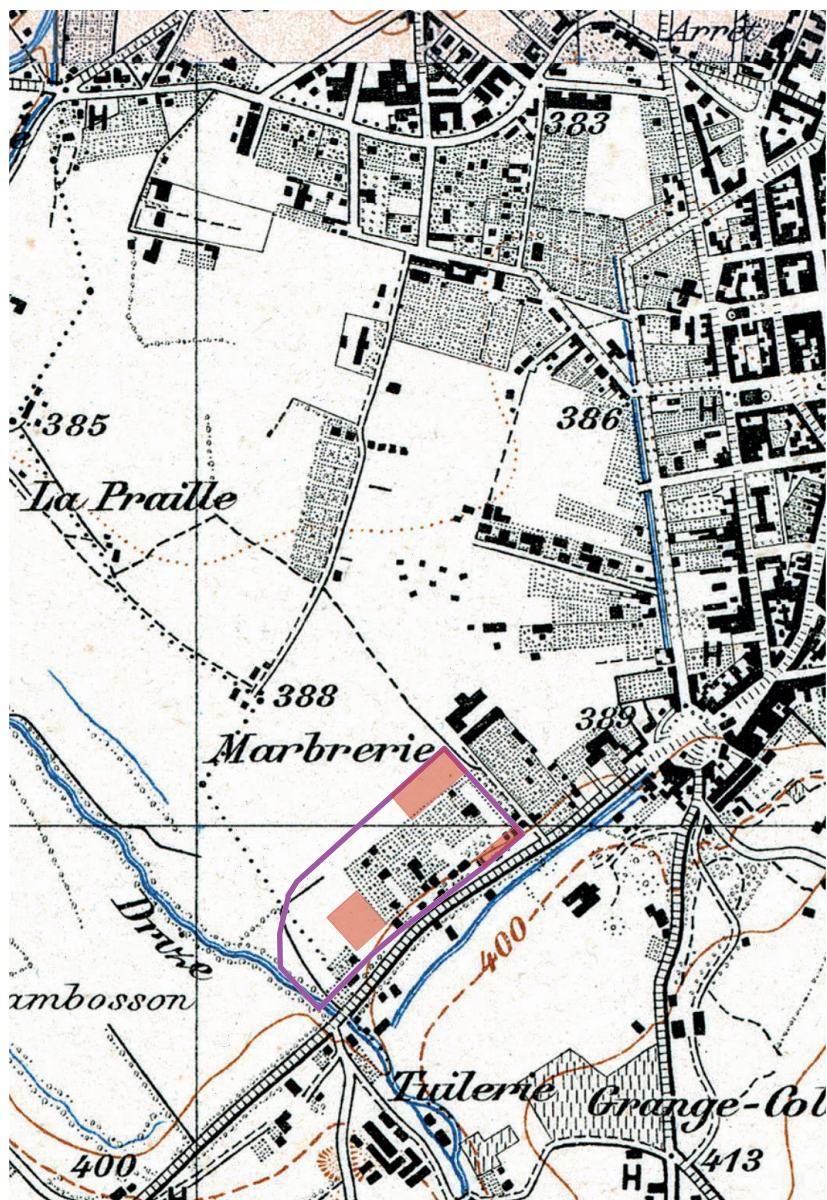 Arrêt
H
383
385
386
H
La Praille
H
388
389
Marbrerie
Drize
400
ambosson
Tuilerie
Grange-Col
400
413
H
H